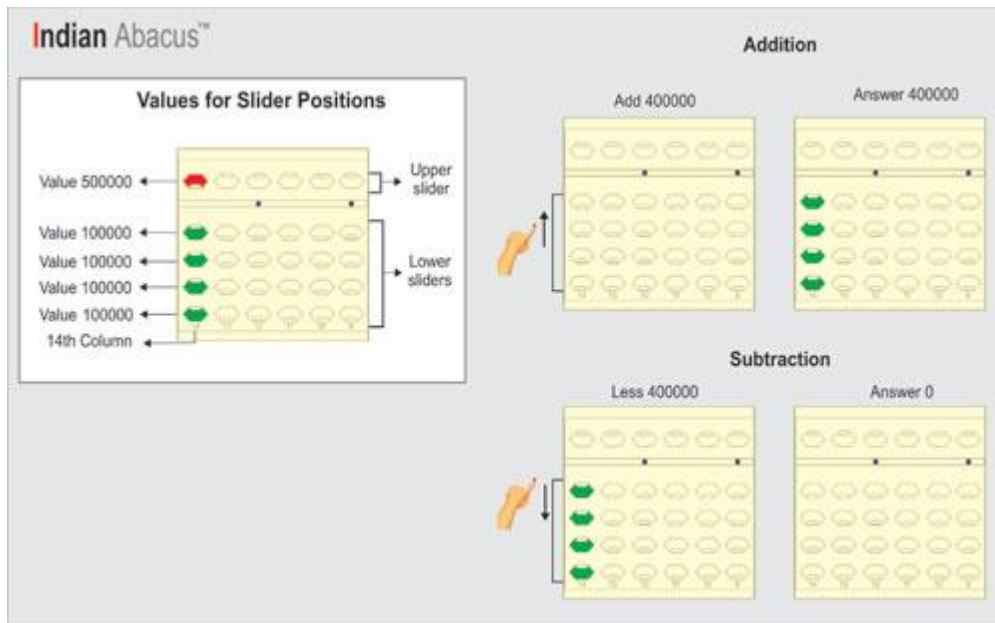 Indian Abacus™
Values for Slider Positions
Value 500000
Upper
slider
Value 100000
Value 100000
Value 100000
Value 100000
Lower
sliders
14th Column
Addition
Add 400000
Answer 400000
Subtraction
Less 400000
Answer 0